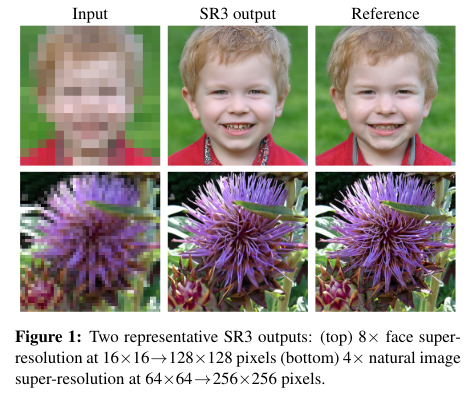 Input SR3 output Reference
Figure 1: Two representative SR3 outputs: (top) 8× face super-
resolution at 16×16→128×128 pixels (bottom) 4× natural image
super-resolution at 64×64→256×256 pixels.